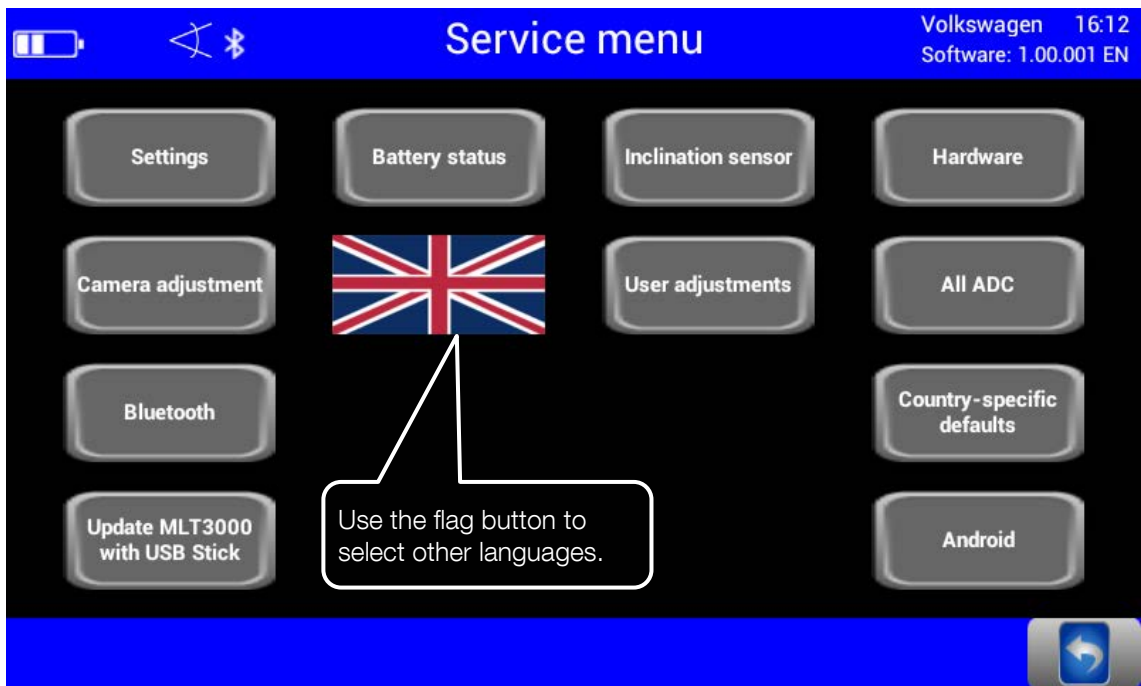 Service menu
Volkswagen 16:12
Software: 1.00.001 EN
Settings
Battery status
Inclination sensor
Hardware
Camera adjustment
User adjustments
All ADC
Bluetooth
Country-specific
defaults
Update MLT3000
with USB Stick
Use the flag button to
select other languages.
Android